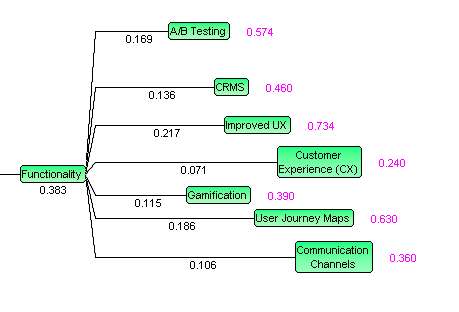 A/B Testing 0.574
0.169
CRMS 0.460
0.136
Improved UX 0.734
0.217
Customer
Experience (CX) 0.240
0.071
Functionality
0.383
Gamification 0.390
0.115
User Journey Maps 0.630
0.186
Communication
Channels 0.360
0.106